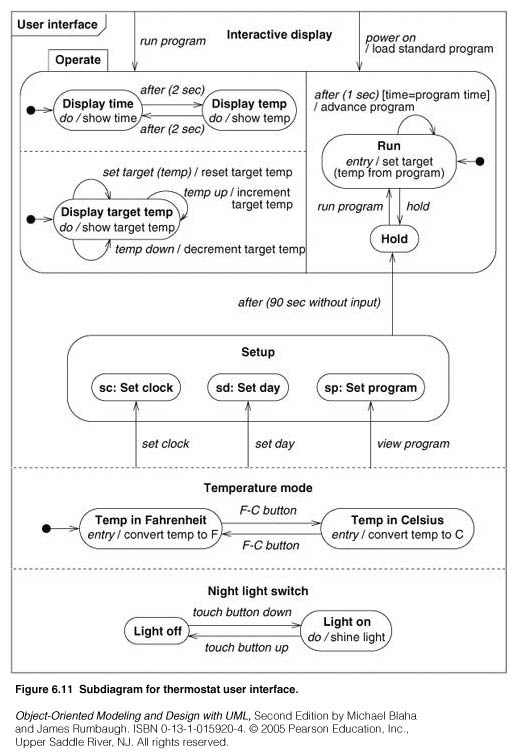 User interface
Interactive display
run program
power on
/ load standard program
Operate
after (2 sec)
Display time
do / show time
Display temp
do / show temp
after (2 sec)
after (1 sec) [time=program time]
/ advance program
Run
entry / set target
(temp from program)
run program
hold
Hold
set target (temp) / reset target temp
temp up / increment
target temp
Display target temp
do / show target temp
temp down / decrement target temp
after (90 sec without input)
Setup
sc: Set clock
sd: Set day
sp: Set program
set clock
set day
view program
Temperature mode
F-C button
Temp in Fahrenheit
entry / convert temp to F
Temp in Celsius
entry / convert temp to C
F-C button
Night light switch
touch button down
Light off
Light on
do / shine light
touch button up
Figure 6.11 Subdiagram for thermostat user interface.
Object-Oriented Modeling and Design with UML, Second Edition by Michael Blaha
and James Rumbaugh. ISBN 0-13-1-015920-4. © 2005 Pearson Education, Inc.,
Upper Saddle River, NJ. All rights reserved.